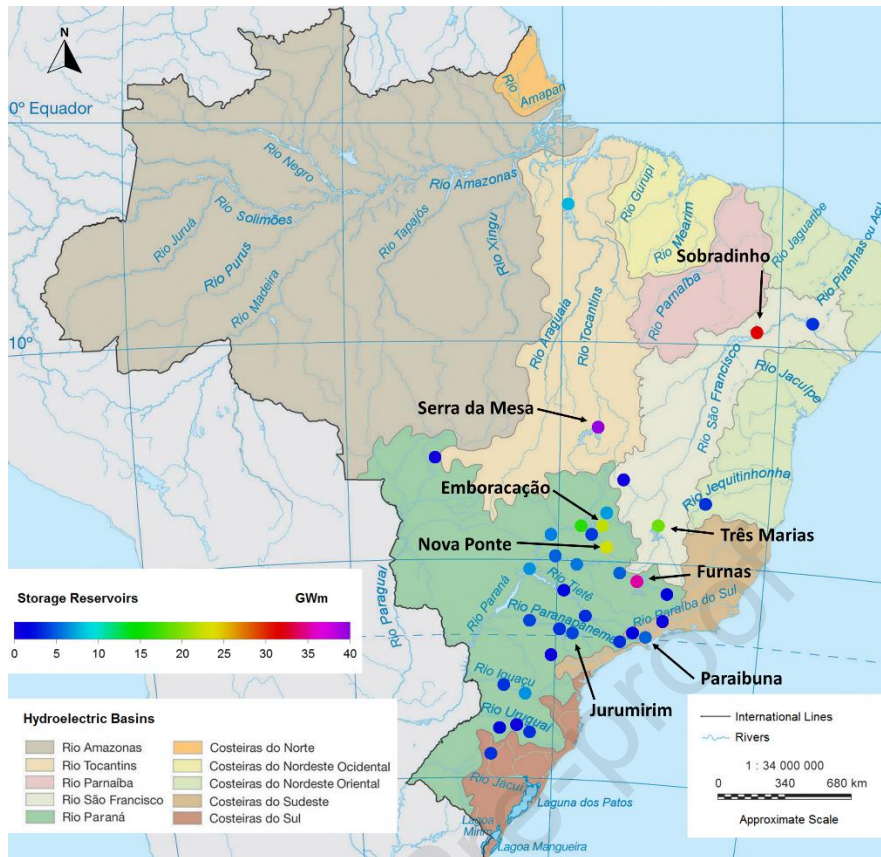 N
Rio
Amapari
0º Equador
Rio Negro
Rio Amazonas
Rio Gurupi
Rio Mearim
Rio Jaguaribe
Rio Solimões
Rio Tapajós
Rio Xingu
Rio Juruá
Rio Purus
Rio Madeira
Sobradinho
Rio Piranhas ou Açu
Rio Parnaíba
Rio Araguaia
Rio Tocantins
10º
Rio São Francisco
Rio Jacuípe
Serra da Mesa
Emboracação
Rio Jequitinhonha
Três Marias
Nova Ponte
Furnas
Rio Tietê
Rio Paraná
Rio Paraíba do Sul
Rio Paranapanema
Rio Paraguai
Storage Reservoirs GWm
0 5 10 15 20 25 30 35 40
Paraibuna
Rio Iguaçu
Jurumirim
Rio Uruguai
Rio Jacuí
Laguna dos Patos
Lagoa
Mirim
Lagoa Mangueira
Hydroelectric Basins
Rio Amazonas
Rio Tocantins
Rio Parnaíba
Rio São Francisco
Rio Paraná
Costeiras do Norte
Costeiras do Nordeste Ocidental
Costeiras do Nordeste Oriental
Costeiras do Sudeste
Costeiras do Sul
International Lines
Rivers
1 : 34 000 000
0 340 680 km
Approximate Scale